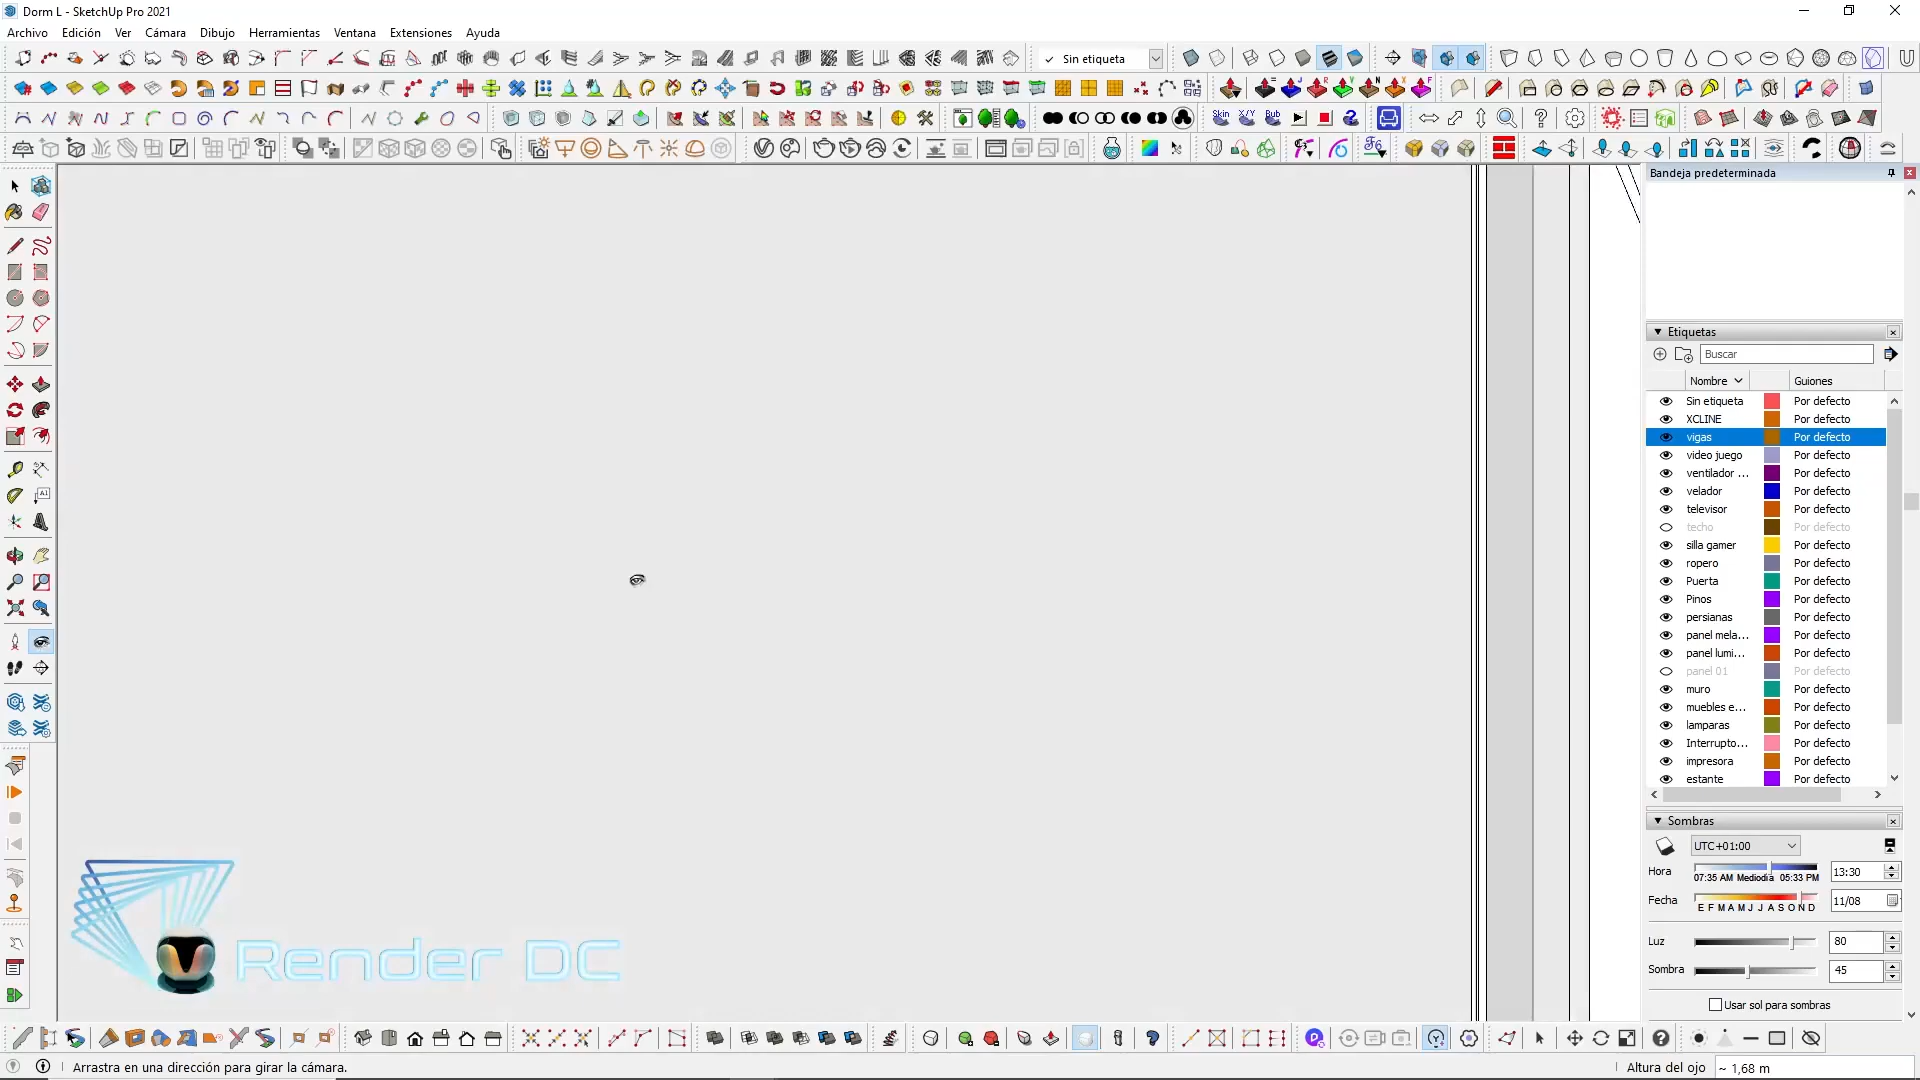 Dorm L - SketchUp Pro 2021
Archivo Edición Ver Cámara Dibujo Herramientas Ventana Extensiones Ayuda
Sin etiqueta
Skin X/Y Bub
Bandeja predeterminada
Etiquetas
Buscar
Nombre Guiones
Sin etiqueta Por defecto
XCLINE Por defecto
vigas Por defecto
video juego Por defecto
ventilador ... Por defecto
velador Por defecto
televisor Por defecto
techo Por defecto
silla gamer Por defecto
ropero Por defecto
Puerta Por defecto
Pinos Por defecto
persianas Por defecto
panel mela... Por defecto
panel lumi... Por defecto
panel 01 Por defecto
muro Por defecto
muebles e... Por defecto
lamparas Por defecto
Interrupto... Por defecto
impresora Por defecto
estante Por defecto
Sombras
UTC+01:00
Hora 13:30
07:35 AM Mediodía 05:33 PM
Fecha 11/08
E F M A M J J A S O N D
Luz 80
Sombra 45
Usar sol para sombras
Render DC
Arrastra en una dirección para girar la cámara.
Altura del ojo ~ 1,68 m